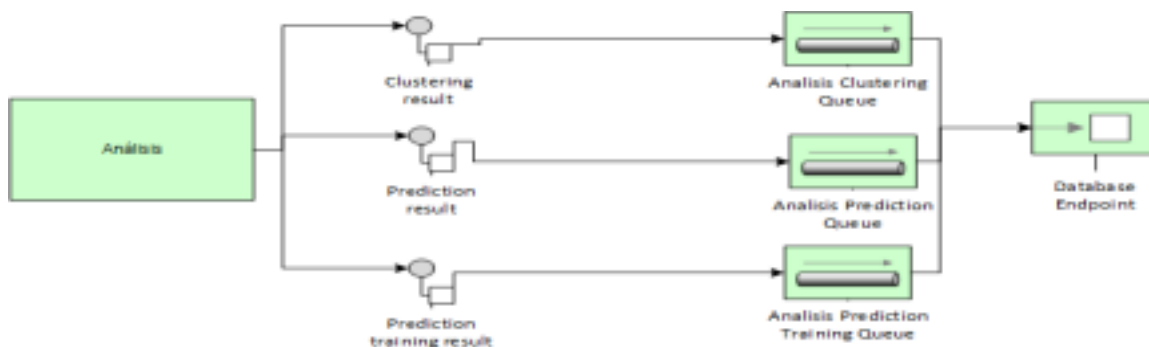 Análisis
Clustering
result
Analisis Clustering
Queue
Prediction
result
Analisis Prediction
Queue
Database
Endpoint
Prediction
training result
Analisis Prediction
Training Queue